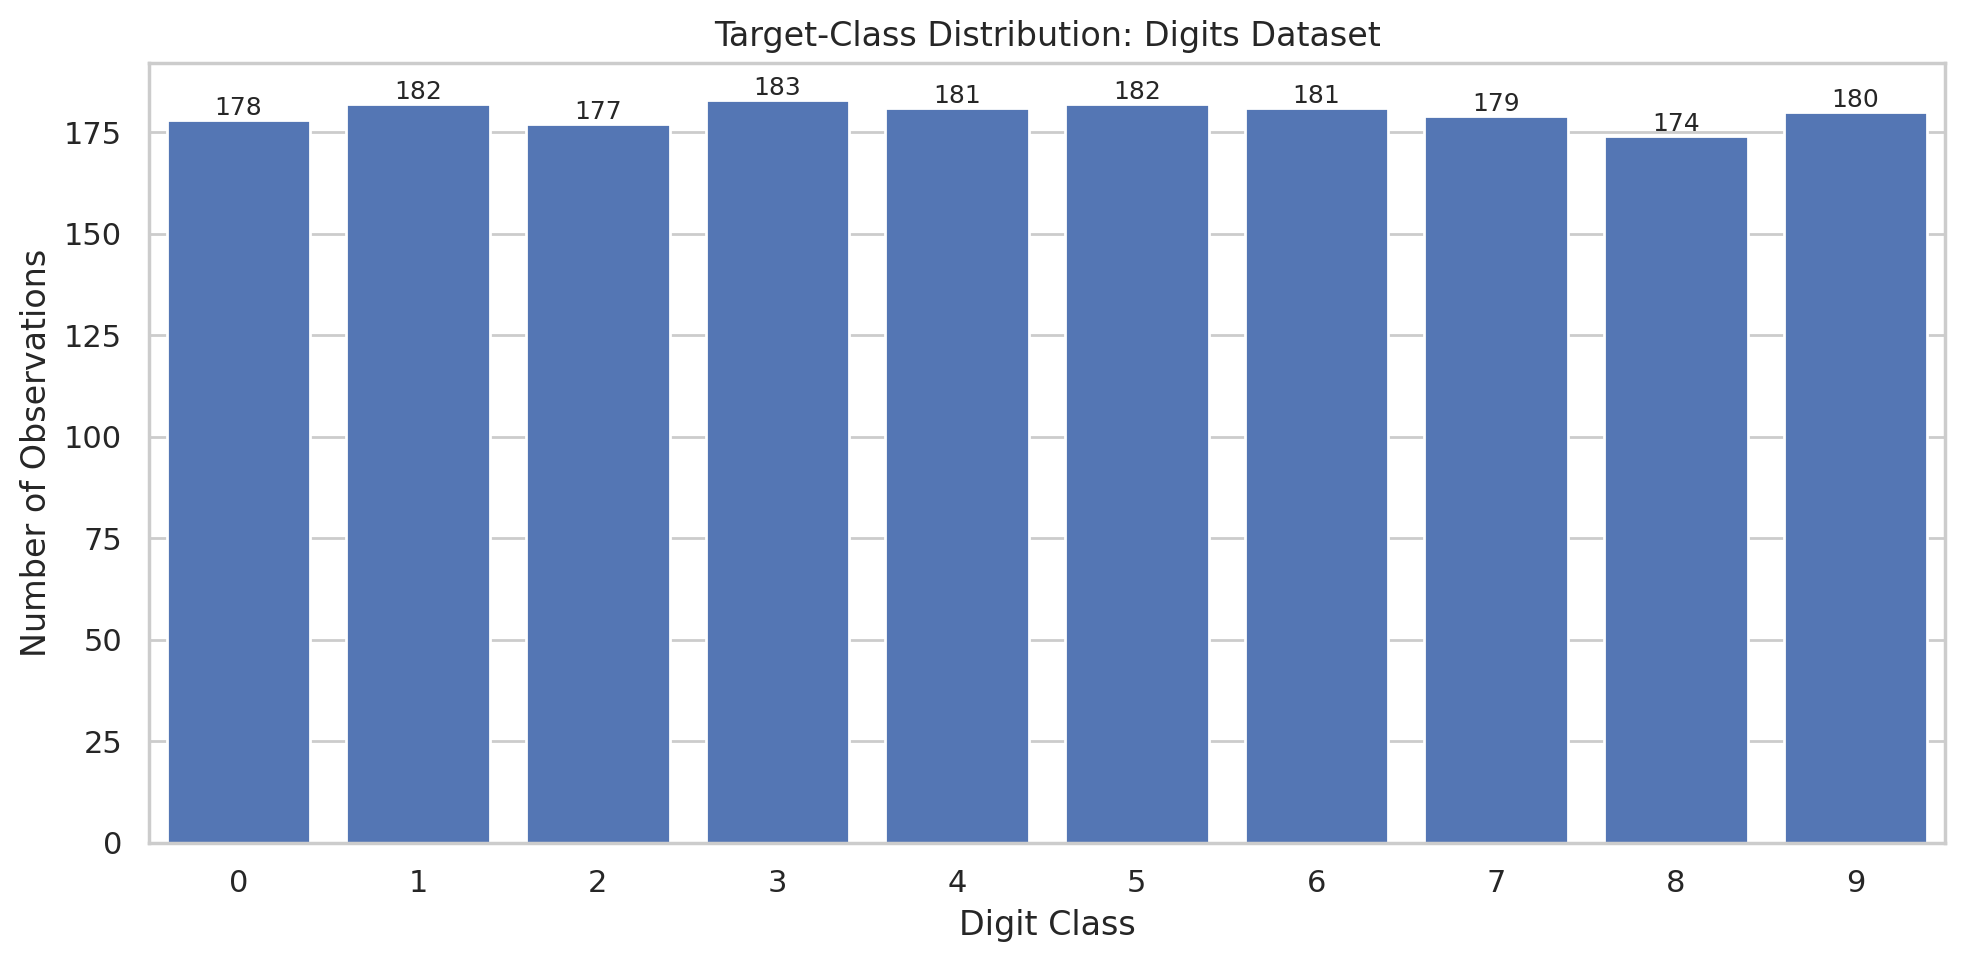 Target-Class Distribution: Digits Dataset
178 182 177 183 181 182 181 179 174 180
175
150
125
100
75
50
25
0
Number of Observations
0 1 2 3 4 5 6 7 8 9
Digit Class